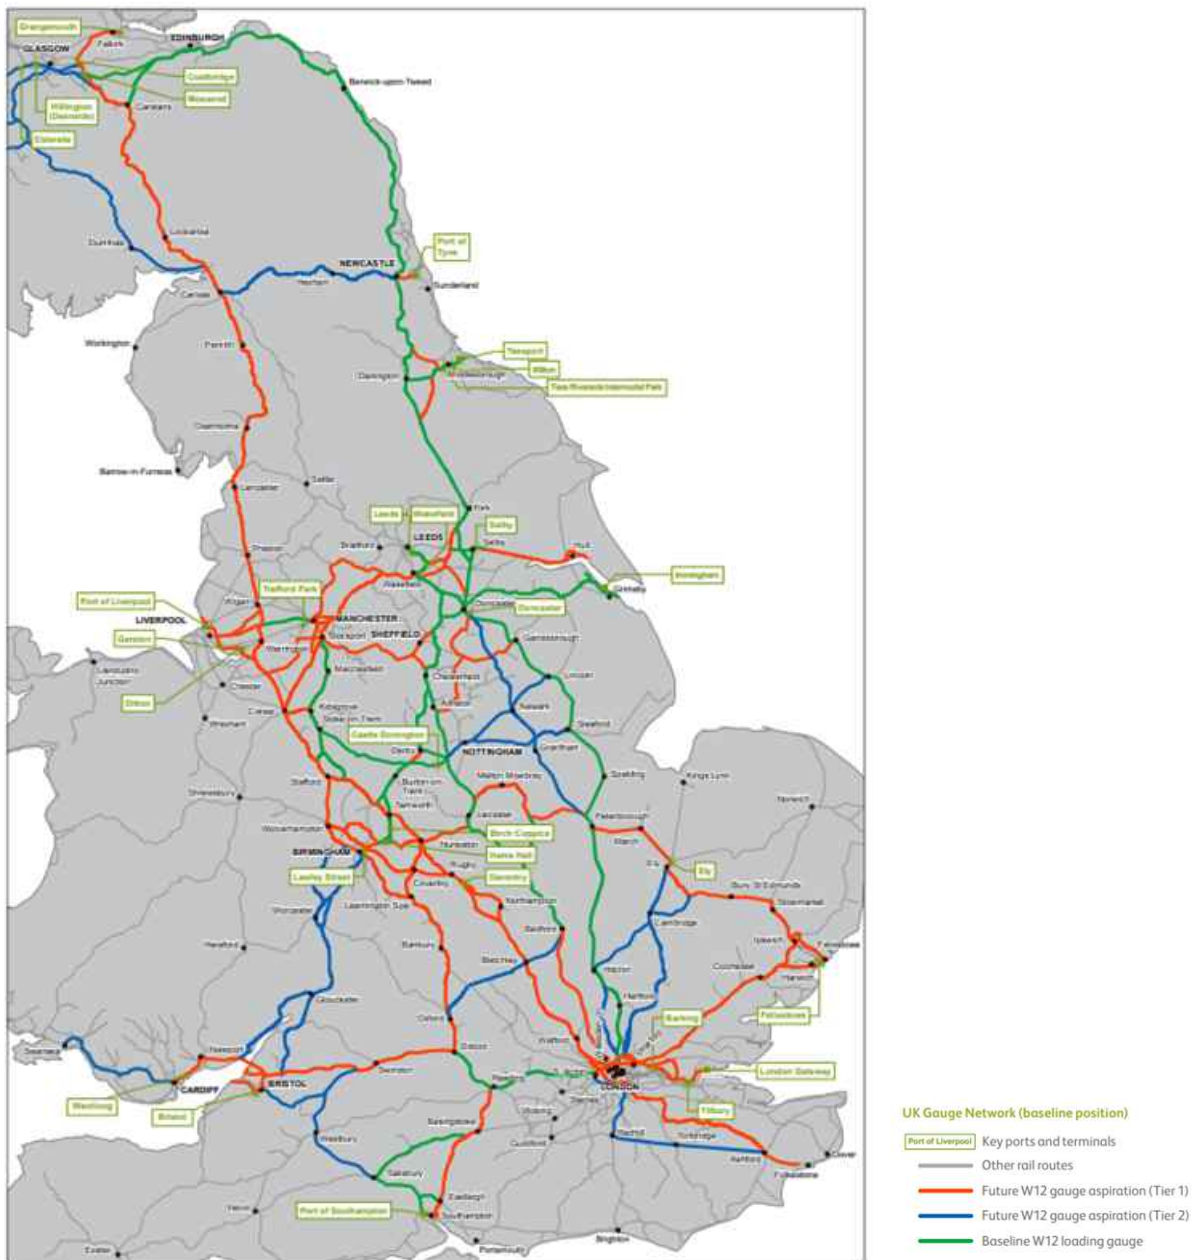 Grangemouth
Falkirk
EDINBURGH
GLASGOW
Coatbridge
Mossend
Berwick-upon-Tweed
Hillington
(Deanside)
Carstairs
Elderslie
Lockerbie
Dumfries
Port of
Tyne
NEWCASTLE
Hexham
Sunderland
Carlisle
Workington
Penrith
Teesport
Wilton
Darlington
Middlesbrough
Tees Riverside Intermodal Park
Oxenholme
Barrow-in-Furness
Settle
Lancaster
York
Leeds
Wakefield
Selby
LEEDS
Bradford
Selby
Hull
Preston
Wakefield
Immingham
Trafford Park
Grimsby
Port of Liverpool
Wigan
Doncaster
Doncaster
LIVERPOOL
MANCHESTER
Garston
Stockport
SHEFFIELD
Gainsborough
Warrington
Llandudno
Junction
Macclesfield
Chesterfield
Lincoln
Chester
Ditton
Crewe
Kidsgrove
Alfreton
Newark
Wrexham
Stoke-on-Trent
Sleaford
Castle Donington
Derby
NOTTINGHAM
Grantham
Stafford
Burton-on-
Trent
Melton Mowbray
Spalding
Kings Lynn
Shrewsbury
Norwich
Tamworth
Leicester
Peterborough
Wolverhampton
Birch Coppice
March
Nuneaton
BIRMINGHAM
Hams Hall
Rugby
Ely
Ely
Lawley Street
Daventry
Coventry
Bury St Edmunds
Leamington Spa
Northampton
Stowmarket
Worcester
Cambridge
Bedford
Hereford
Banbury
Ipswich
Felixstowe
Bletchley
Hitchin
Colchester
Harwich
Gloucester
Hertford
Oxford
Felixstowe
Barking
Watford
Swansea
Newport
Didcot
Swindon
London Gateway
CARDIFF
BRISTOL
Reading
LONDON
Wentloog
Staines
Bristol
Tilbury
Basingstoke
Woking
Westbury
Guildford
Redhill
Tonbridge
Dover
Ashford
Salisbury
Folkestone
Eastleigh
Yeovil
Port of Southampton
Southampton
Brighton
Portsmouth
Exeter
UK Gauge Network (baseline position)
Port of Liverpool Key ports and terminals
Other rail routes
Future W12 gauge aspiration (Tier 1)
Future W12 gauge aspiration (Tier 2)
Baseline W12 loading gauge